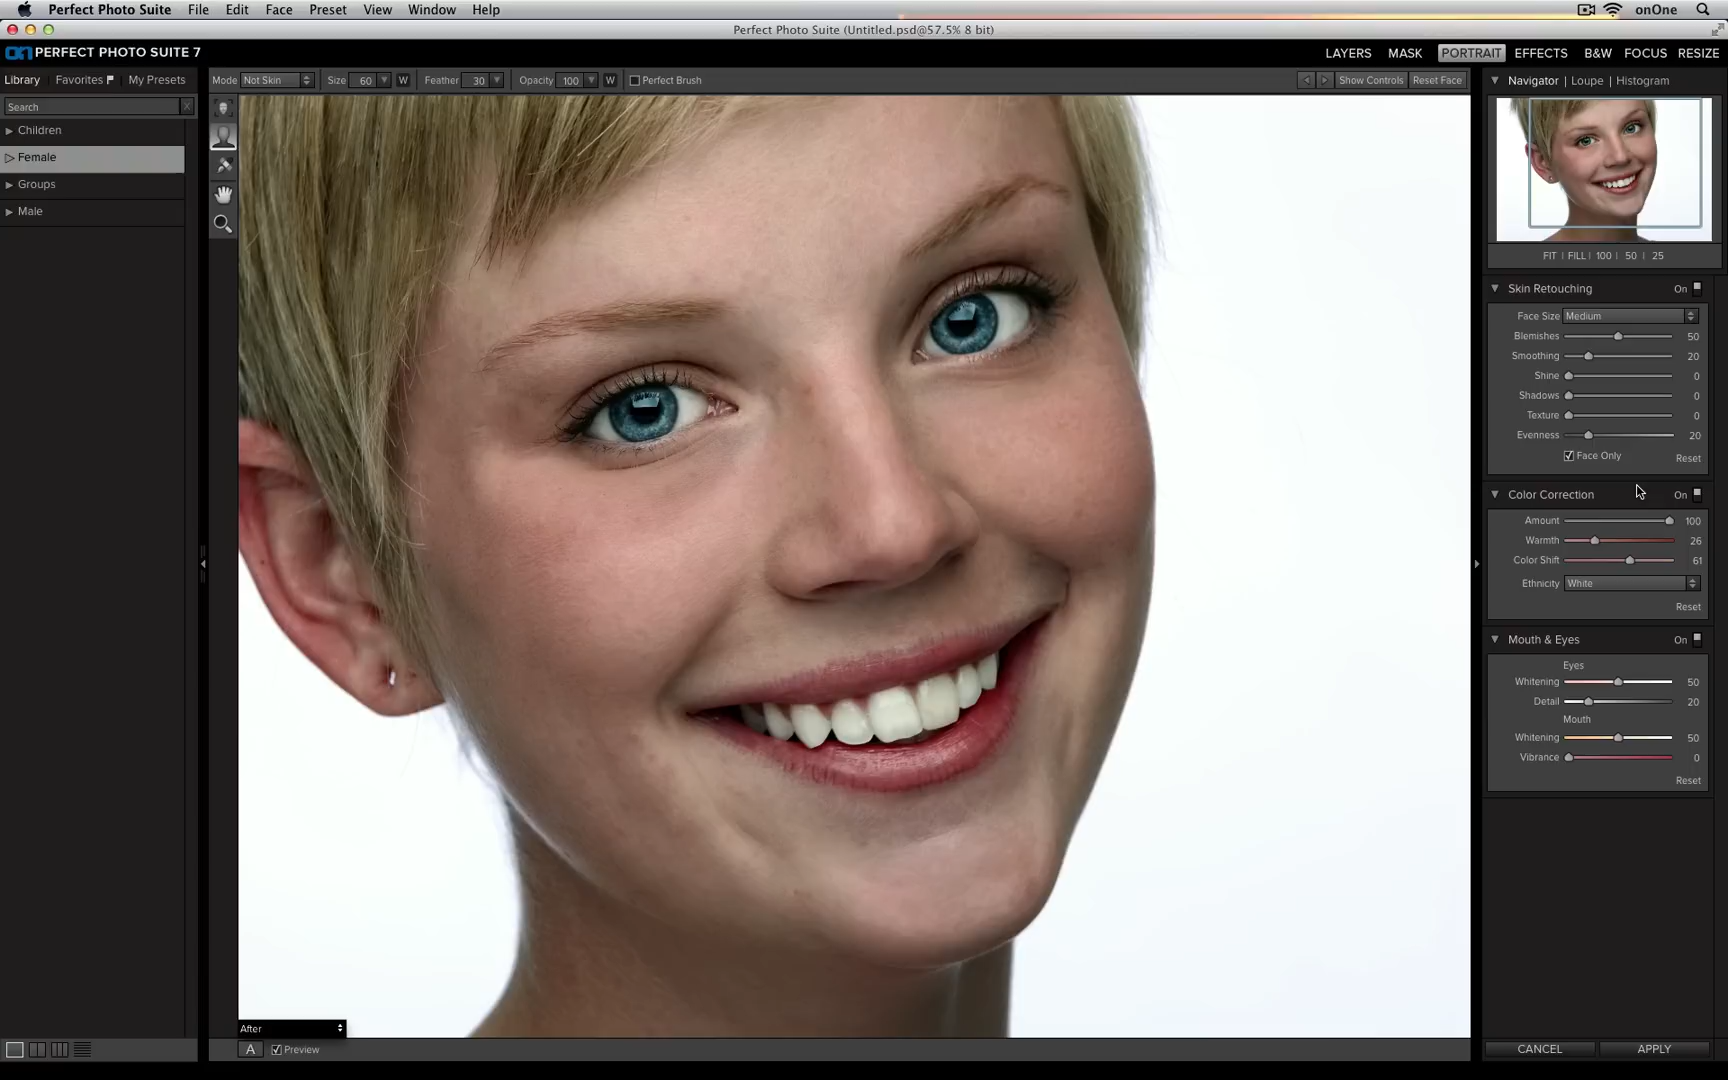 Perfect Photo Suite File Edit Face Preset View Window Help onOne
Perfect Photo Suite (Untitled.psd@57.5% 8 bit)
on PERFECT PHOTO SUITE 7 LAYERS MASK PORTRAIT EFFECTS B&W FOCUS RESIZE
Library Favorites My Presets
Mode Not Skin Size 60 W Feather 30 Opacity 100 W Perfect Brush < > Show Controls Reset Face
Navigator | Loupe | Histogram
Search X
Children
Female
Groups
Male
FIT | FILL | 100 | 50 | 25
Skin Retouching On
Face Size Medium
Blemishes 50
Smoothing 20
Shine 0
Shadows 0
Texture 0
Evenness 20
Face Only Reset
Color Correction On
Amount 100
Warmth 26
Color Shift 61
Ethnicity White
Reset
Mouth & Eyes On
Eyes
Whitening 50
Detail 20
Mouth
Whitening 50
Vibrance 0
Reset
After
A Preview
CANCEL APPLY